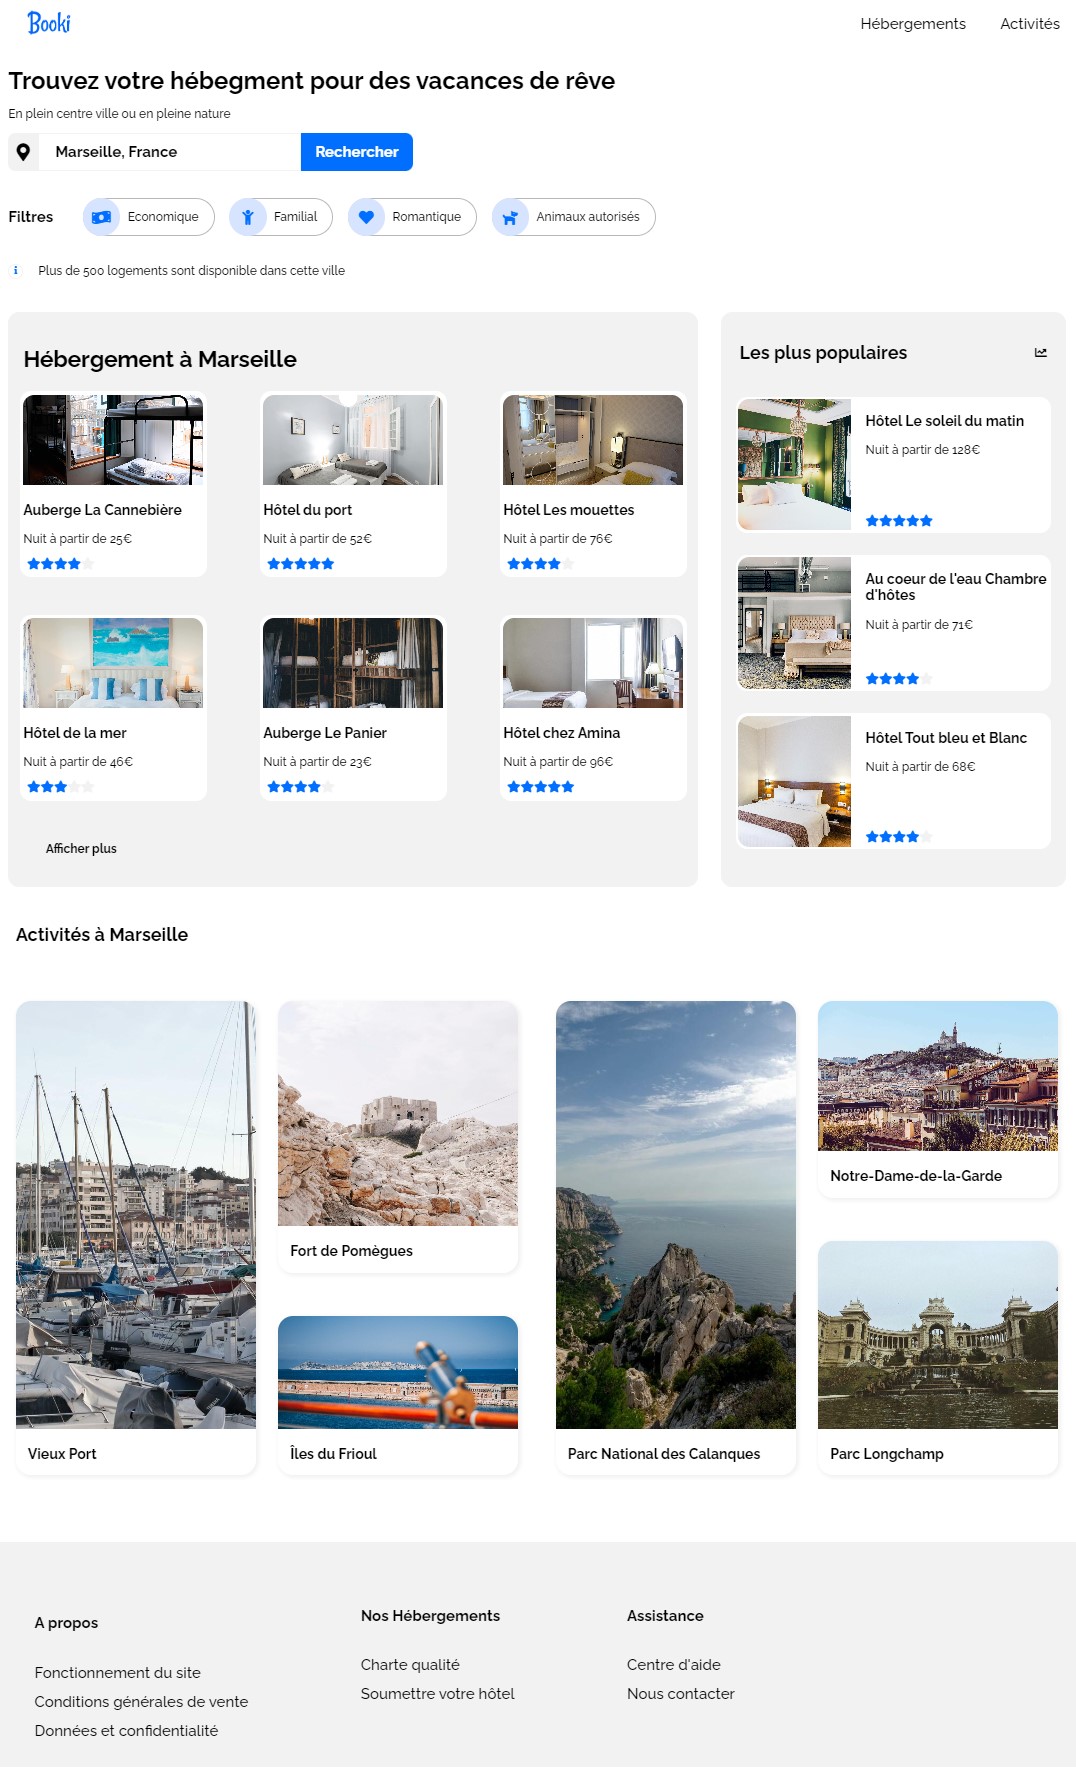 Booki
Hébergements
Activités
Trouvez votre hébegment pour des vacances de rêve
En plein centre ville ou en pleine nature
Marseille, France
Rechercher
Filtres
Economique
Familial
Romantique
Animaux autorisés
Plus de 500 logements sont disponible dans cette ville
Hébergement à Marseille
Auberge La Cannebière
Nuit à partir de 25€
Hôtel du port
Nuit à partir de 52€
Hôtel Les mouettes
Nuit à partir de 76€
Hôtel de la mer
Nuit à partir de 46€
Auberge Le Panier
Nuit à partir de 23€
Hôtel chez Amina
Nuit à partir de 96€
Afficher plus
Les plus populaires
Hôtel Le soleil du matin
Nuit à partir de 128€
Au coeur de l'eau Chambre
d'hôtes
Nuit à partir de 71€
Hôtel Tout bleu et Blanc
Nuit à partir de 68€
Activités à Marseille
Vieux Port
Fort de Pomègues
Îles du Frioul
Parc National des Calanques
Notre-Dame-de-la-Garde
Parc Longchamp
A propos
Fonctionnement du site
Conditions générales de vente
Données et confidentialité
Nos Hébergements
Charte qualité
Soumettre votre hôtel
Assistance
Centre d'aide
Nous contacter